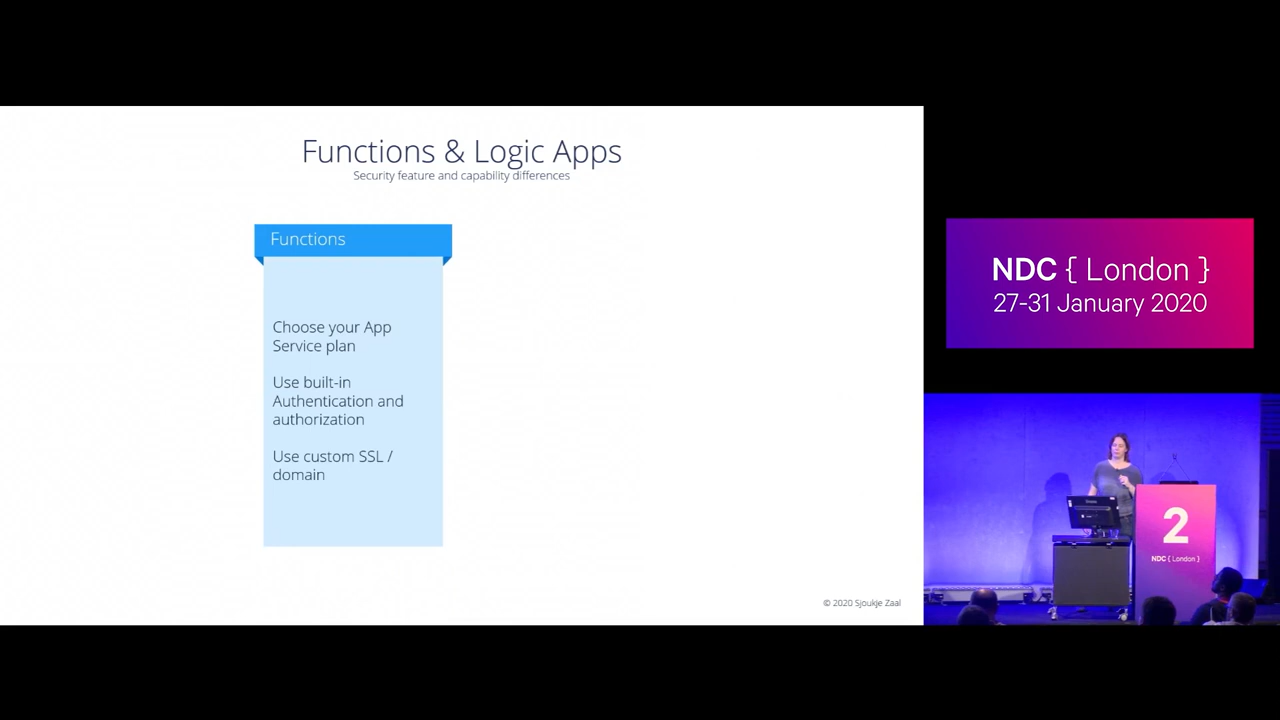 Functions & Logic Apps
Security feature and capability differences
Functions
Choose your App
Service plan
Use built-in
Authentication and
authorization
Use custom SSL /
domain
© 2020 Sjoukje Zaal
NDC { London }
27-31 January 2020
2
NDC { London }